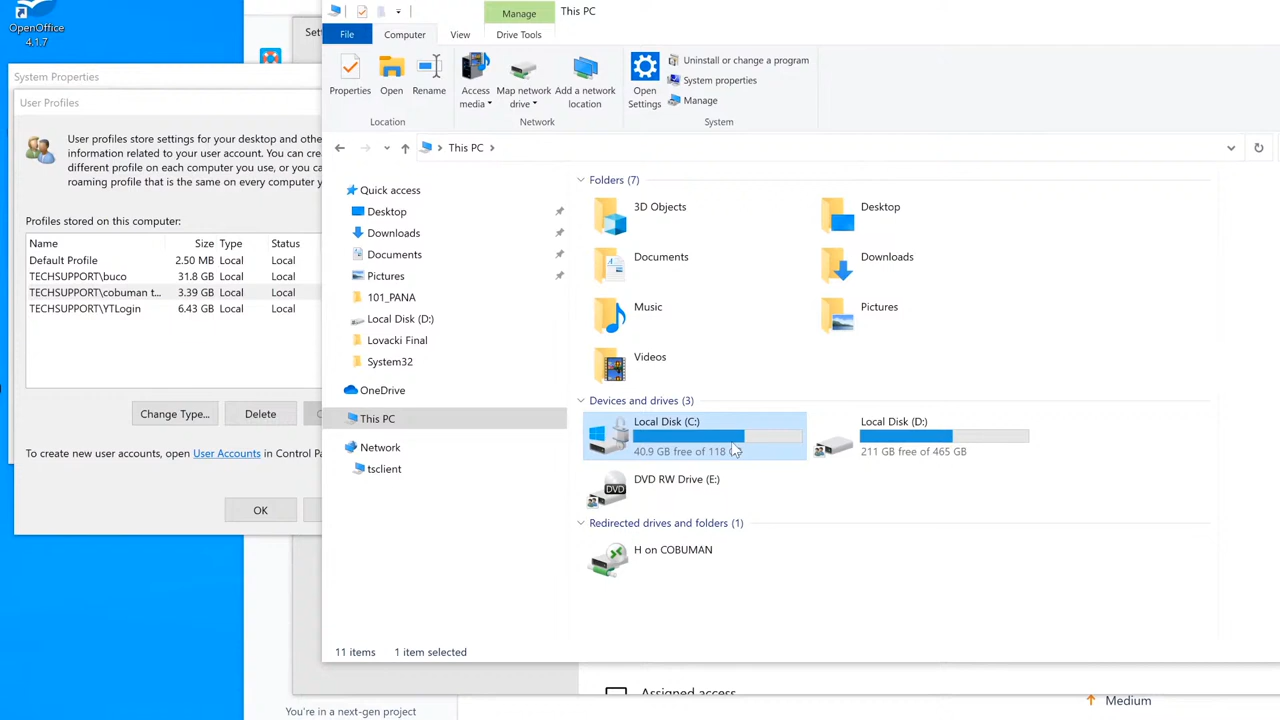 OpenOffice
4.1.7
System Properties
User Profiles
User profiles store settings for your desktop and othe
information related to your user account. You can crea
different profile on each computer you use, or you can
roaming profile that is the same on every computer yo
Profiles stored on this computer:
Name Size Type Status
Default Profile 2.50 MB Local Local
TECHSUPPORT\buco 31.8 GB Local Local
TECHSUPPORT\cobuman t... 3.39 GB Local Local
TECHSUPPORT\YTLogin 6.43 GB Local Local
Change Type... Delete
To create new user accounts, open User Accounts in Control Pa
OK
Set
Manage This PC
File Computer View Drive Tools
Properties Open Rename
Location
Access media Map network drive Add a network location
Network
Open Settings
Uninstall or change a program
System properties
Manage
System
This PC
Quick access
Desktop
Downloads
Documents
Pictures
101_PANA
Local Disk (D:)
Lovacki Final
System32
OneDrive
This PC
Network
tsclient
Folders (7)
3D Objects Desktop
Documents Downloads
Music Pictures
Videos
Devices and drives (3)
Local Disk (C:) Local Disk (D:)
40.9 GB free of 118 211 GB free of 465 GB
DVD DVD RW Drive (E:)
Redirected drives and folders (1)
H on COBUMAN
11 items 1 item selected
Assigned access
You're in a next-gen project
Medium